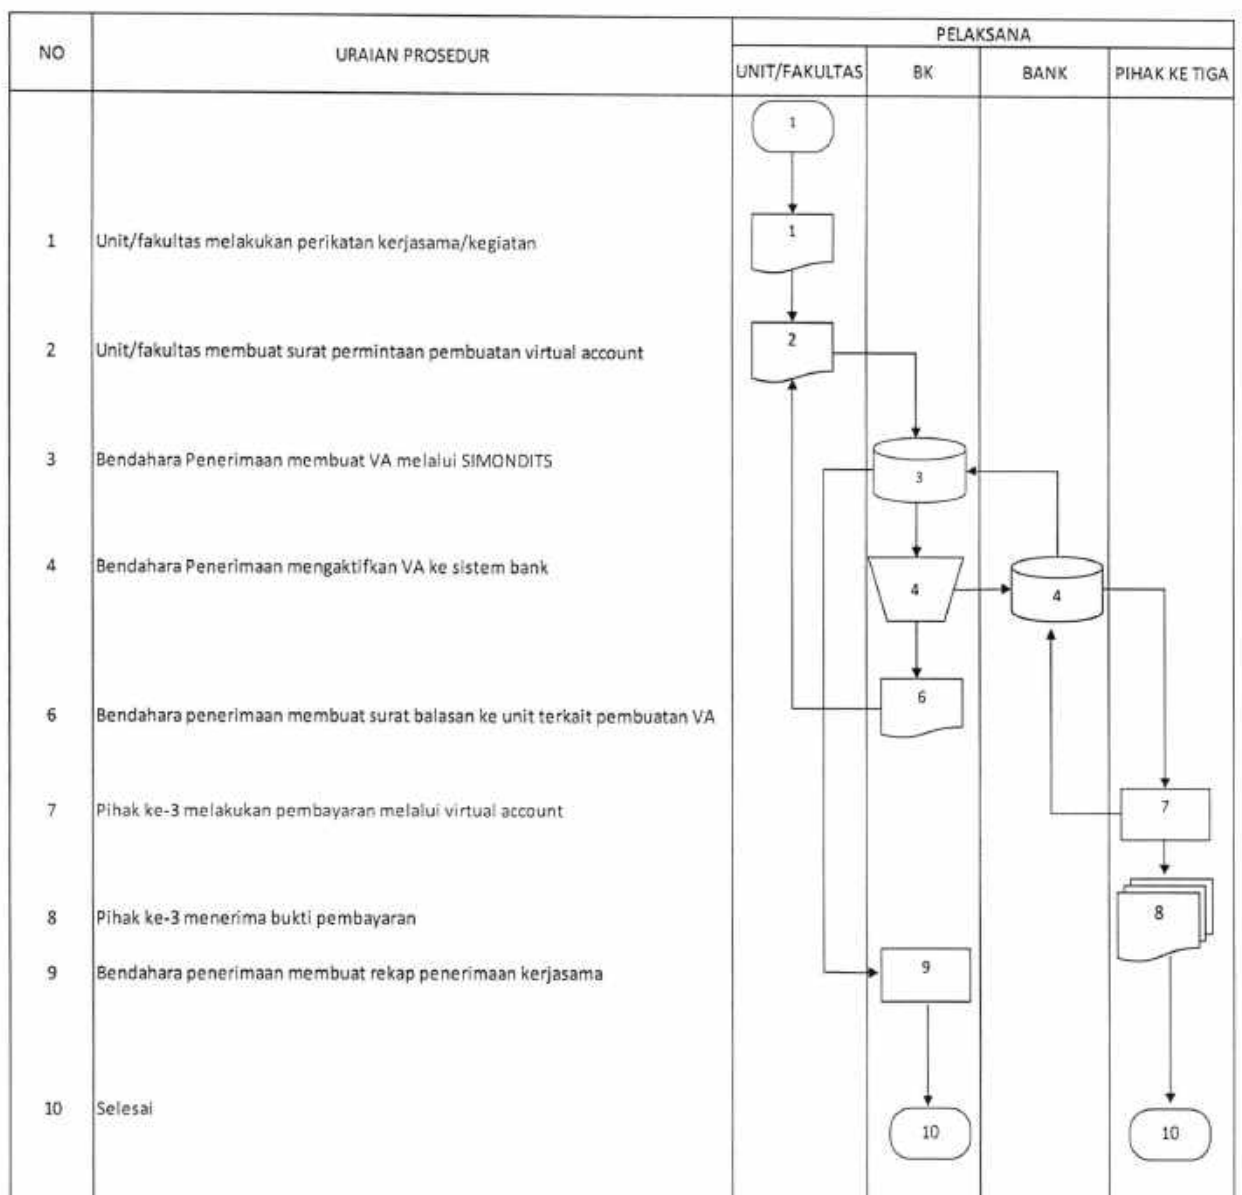 NO
URAIAN PROSEDUR
PELAKSANA
UNIT/FAKULTAS
BK
BANK
PIHAK KE TIGA
1
1 Unit/fakultas melakukan perikatan kerjasama/kegiatan
1
2 Unit/fakultas membuat surat permintaan pembuatan virtual account
2
3 Bendahara Penerimaan membuat VA melalui SIMONDITS
3
4 Bendahara Penerimaan mengaktifkan VA ke sistem bank
4
4
6 Bendahara penerimaan membuat surat balasan ke unit terkait pembuatan VA
6
7 Pihak ke-3 melakukan pembayaran melalui virtual account
7
8 Pihak ke-3 menerima bukti pembayaran
8
9 Bendahara penerimaan membuat rekap penerimaan kerjasama
9
10 Selesai
10
10